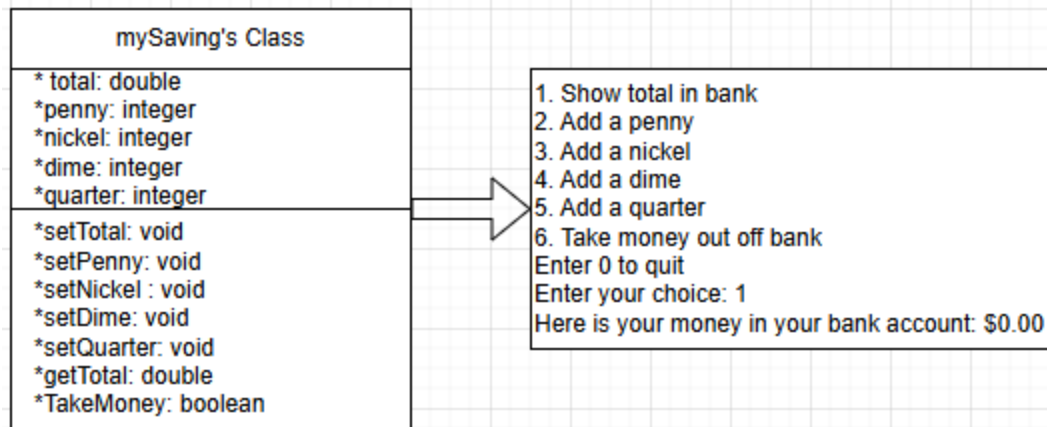 mySaving's Class
* total: double
*penny: integer
*nickel: integer
*dime: integer
*quarter: integer
*setTotal: void
*setPenny: void
*setNickel : void
*setDime: void
*setQuarter: void
*getTotal: double
*TakeMoney: boolean
1. Show total in bank
2. Add a penny
3. Add a nickel
4. Add a dime
5. Add a quarter
6. Take money out off bank
Enter 0 to quit
Enter your choice: 1
Here is your money in your bank account: $0.00